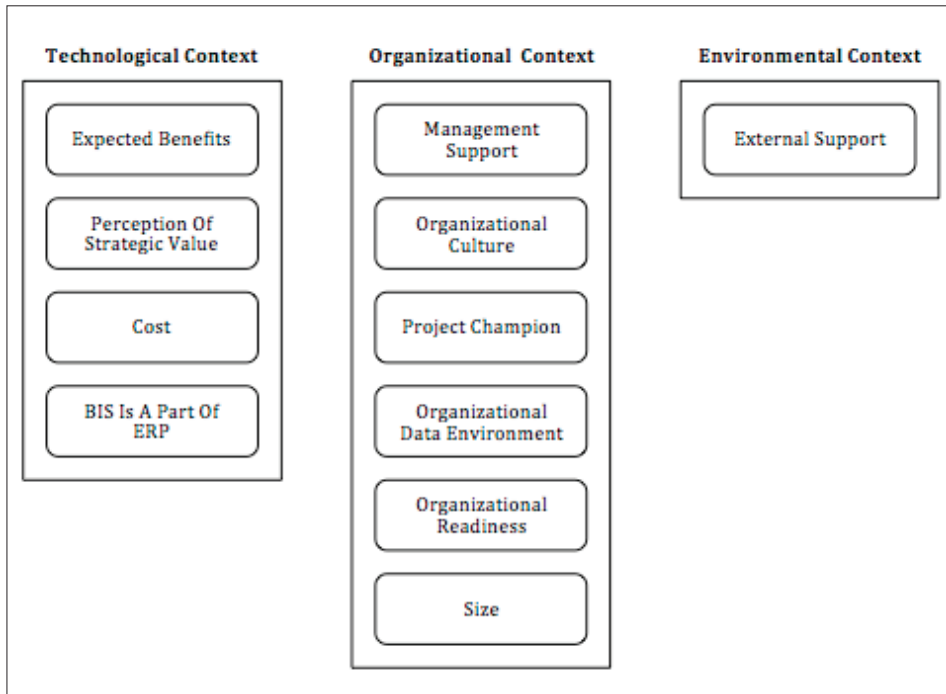 Technological Context
Expected Benefits
Perception Of
Strategic Value
Cost
BIS Is A Part Of
ERP
Organizational Context
Management
Support
Organizational
Culture
Project Champion
Organizational
Data Environment
Organizational
Readiness
Size
Environmental Context
External Support